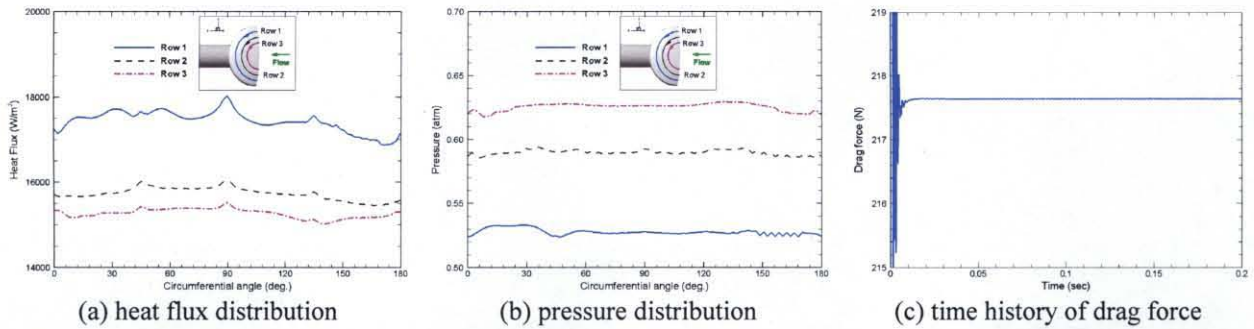 20000
18000
16000
14000
Heat Flux (W/m²)
Row 1
Row 2
Row 3
Row 1
Row 3
Flow
Row 2
0 30 60 90 120 150 180
Circumferential angle (deg.)
(a) heat flux distribution
0.70
0.65
0.60
0.55
0.50
Pressure (atm)
Row 1
Row 2
Row 3
Row 1
Row 3
Flow
Row 2
0 30 60 90 120 150 180
Circumferential angle (deg.)
(b) pressure distribution
219
218
217
216
215
Drag force (N)
0 0.05 0.1 0.15 0.2
Time (sec)
(c) time history of drag force